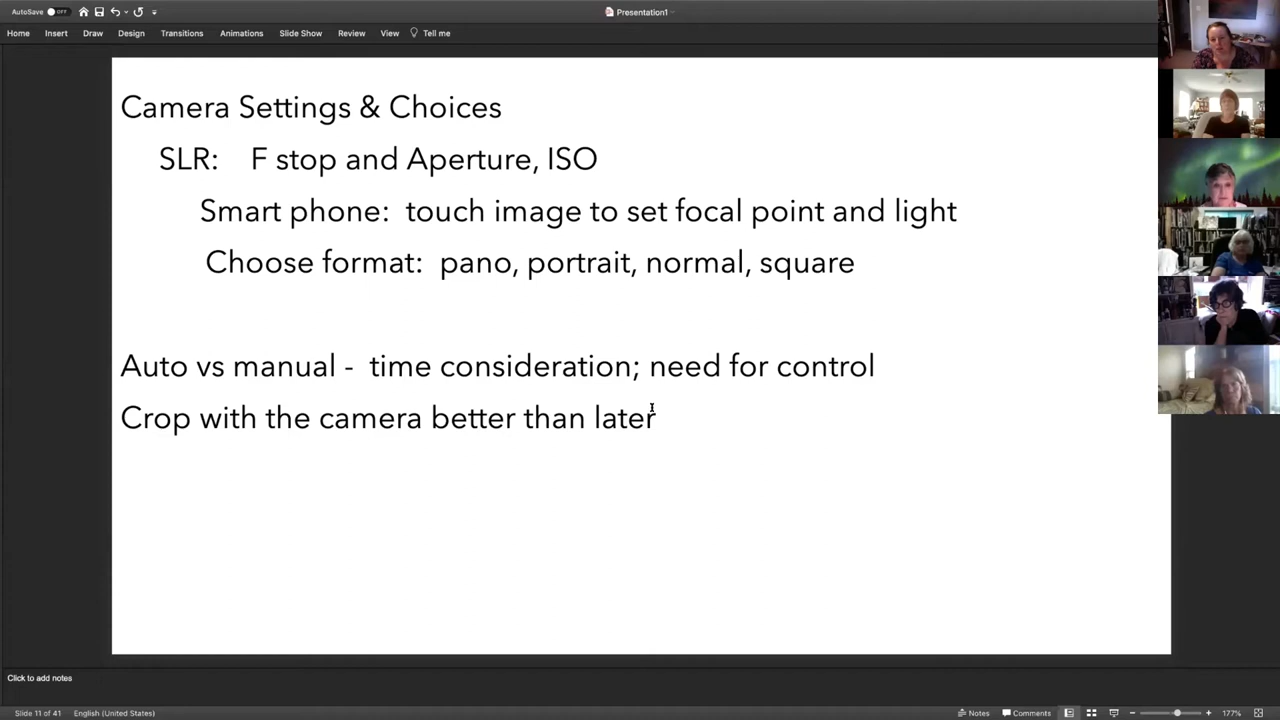 AutoSave OFF
Presentation1
Home Insert Draw Design Transitions Animations Slide Show Review View Tell me
Camera Settings & Choices
SLR: F stop and Aperture, ISO
Smart phone: touch image to set focal point and light
Choose format: pano, portrait, normal, square
Auto vs manual - time consideration; need for control
Crop with the camera better than later
Click to add notes
Slide 11 of 41 English (United States) Notes Comments 177%